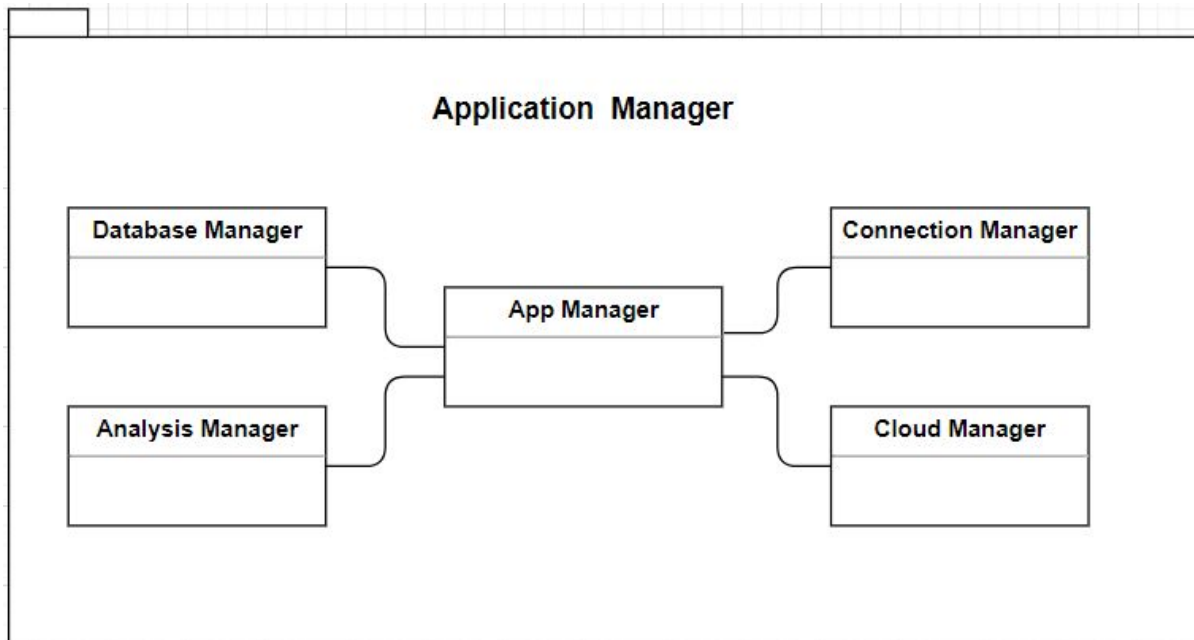 Application Manager
Database Manager
Connection Manager
App Manager
Analysis Manager
Cloud Manager